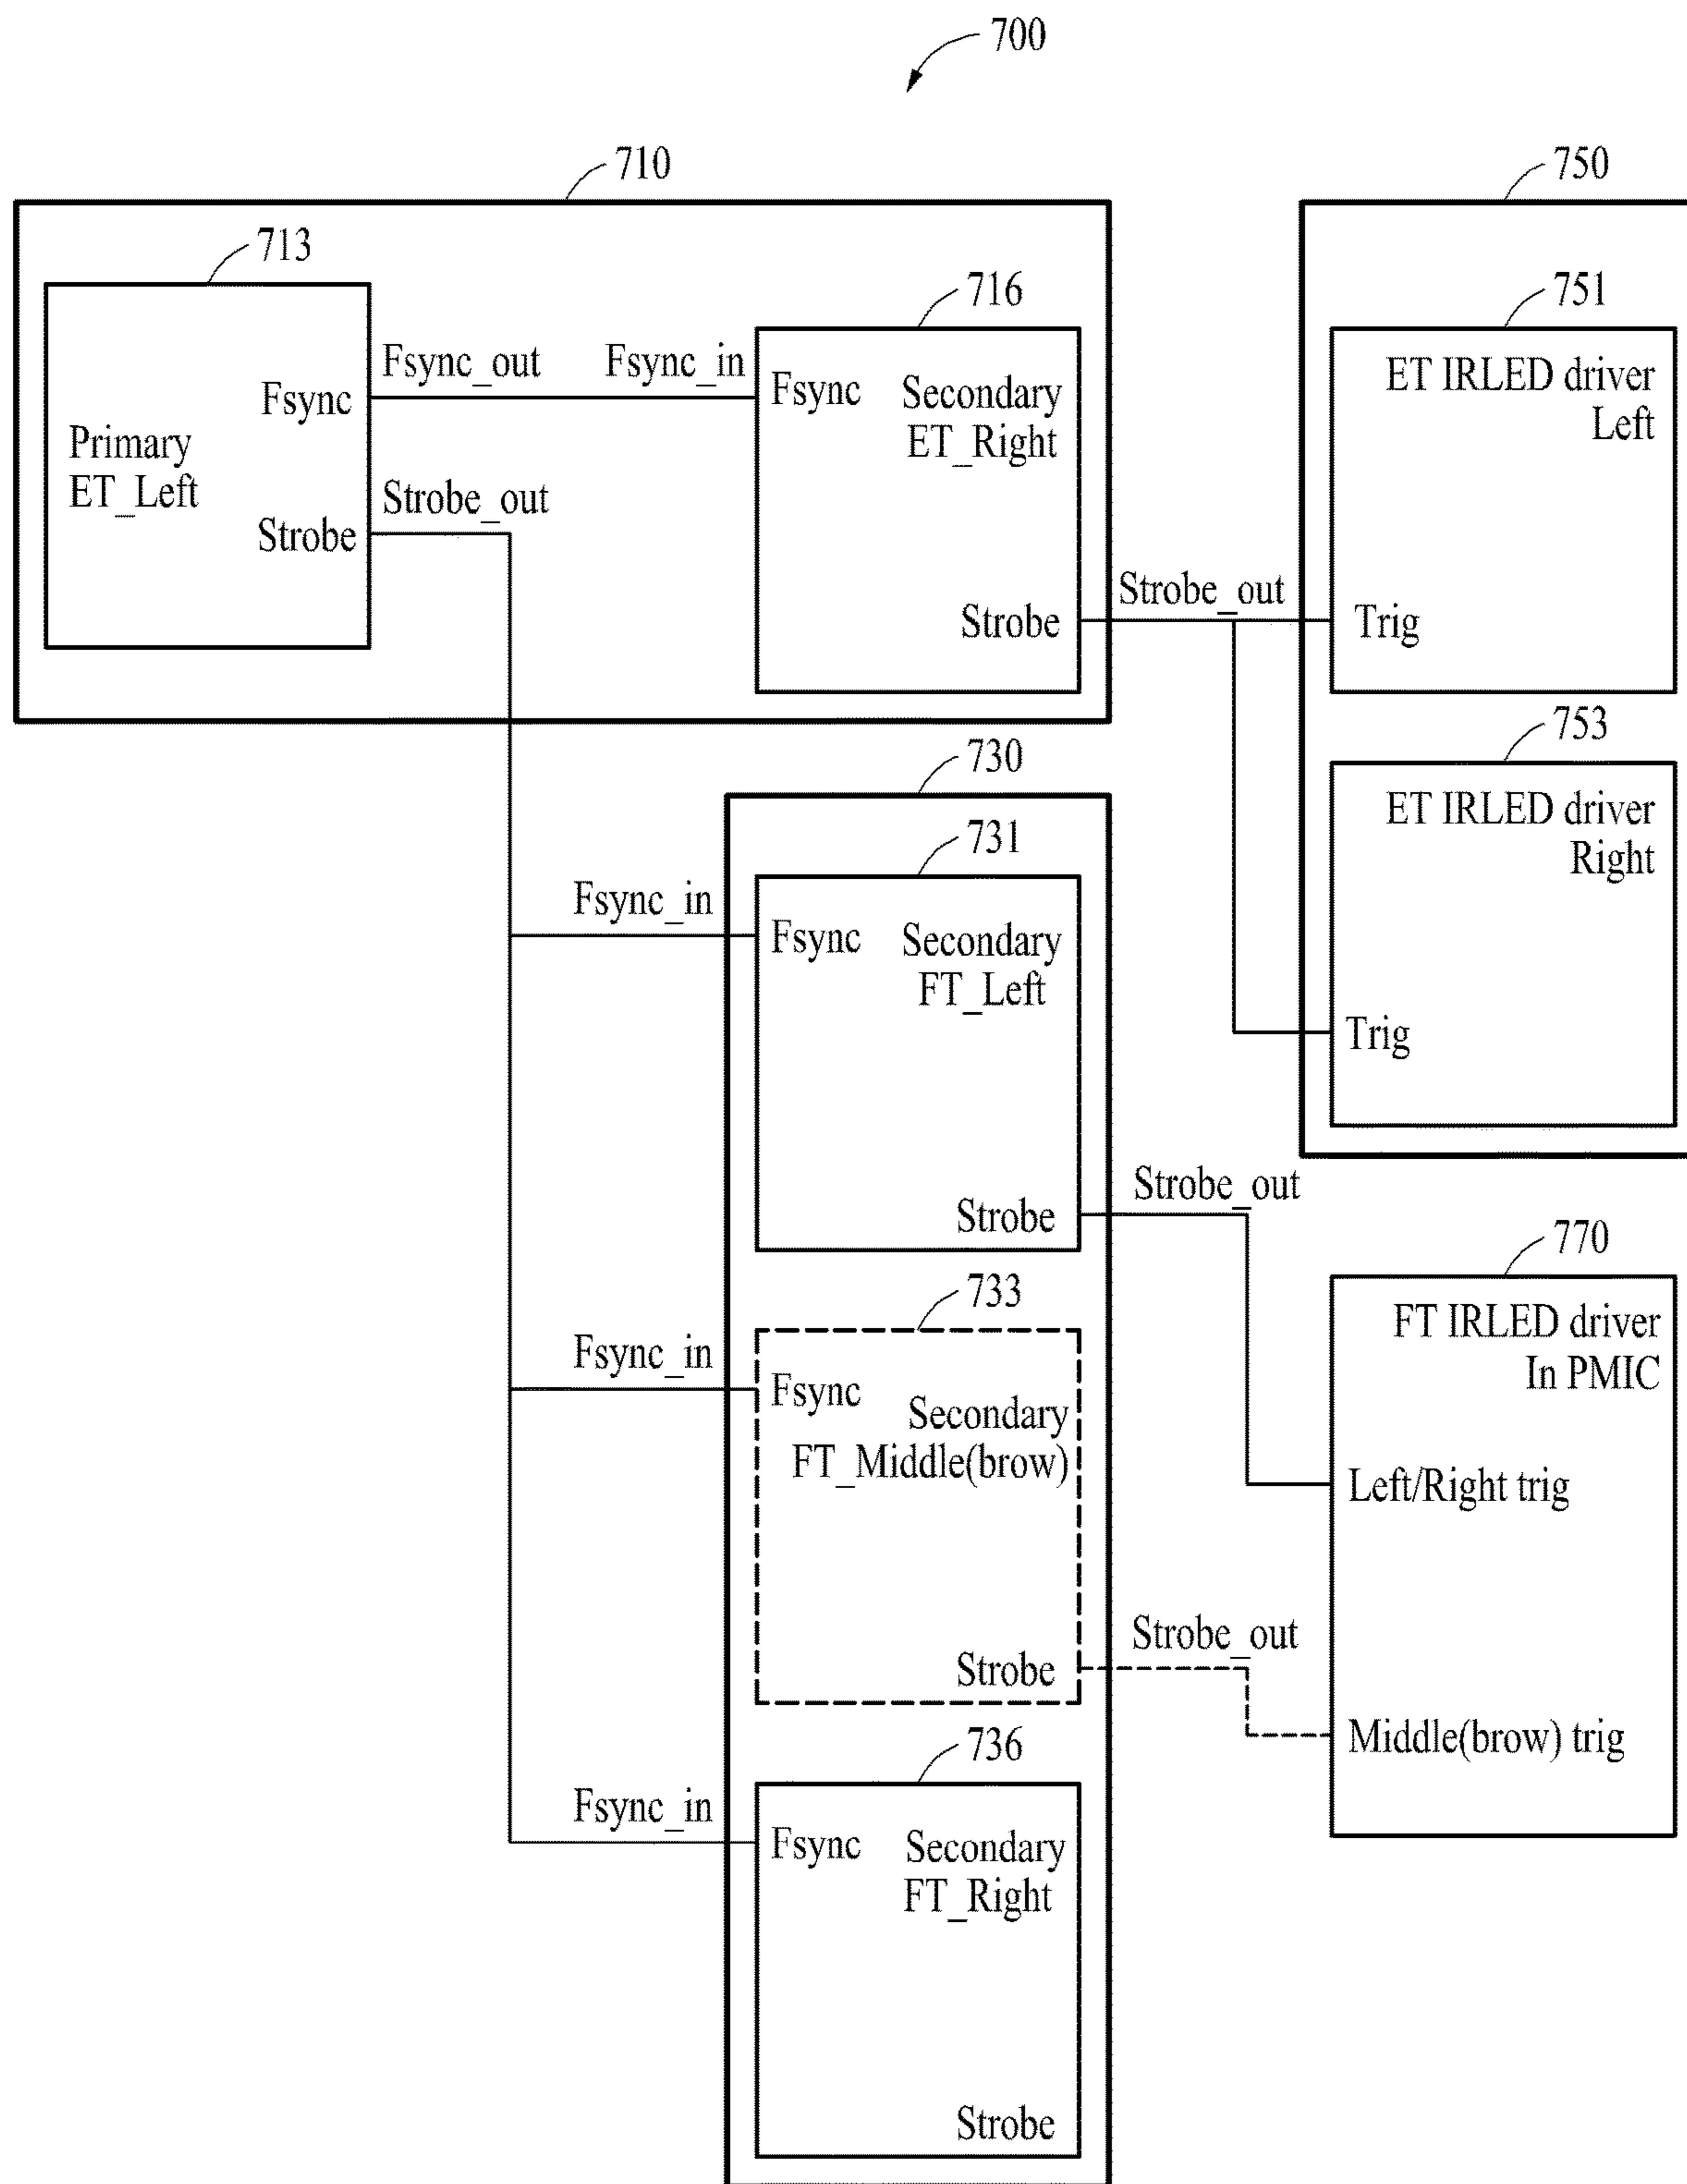 700
710
750
713
716
751
Fsync_out
Fsync_in
Fsync
Fsync
Secondary
ET_Right
ET IRLED driver
Left
Primary
ET_Left
Strobe_out
Strobe
Strobe_out
Strobe
Trig
753
730
ET IRLED driver
Right
731
Fsync_in
Fsync
Secondary
FT_Left
Trig
Strobe_out
Strobe
770
733
FT IRLED driver
In PMIC
Fsync_in
Fsync
Secondary
FT_Middle(brow)
Left/Right trig
Strobe_out
Strobe
Middle(brow) trig
736
Fsync_in
Fsync
Secondary
FT_Right
Strobe